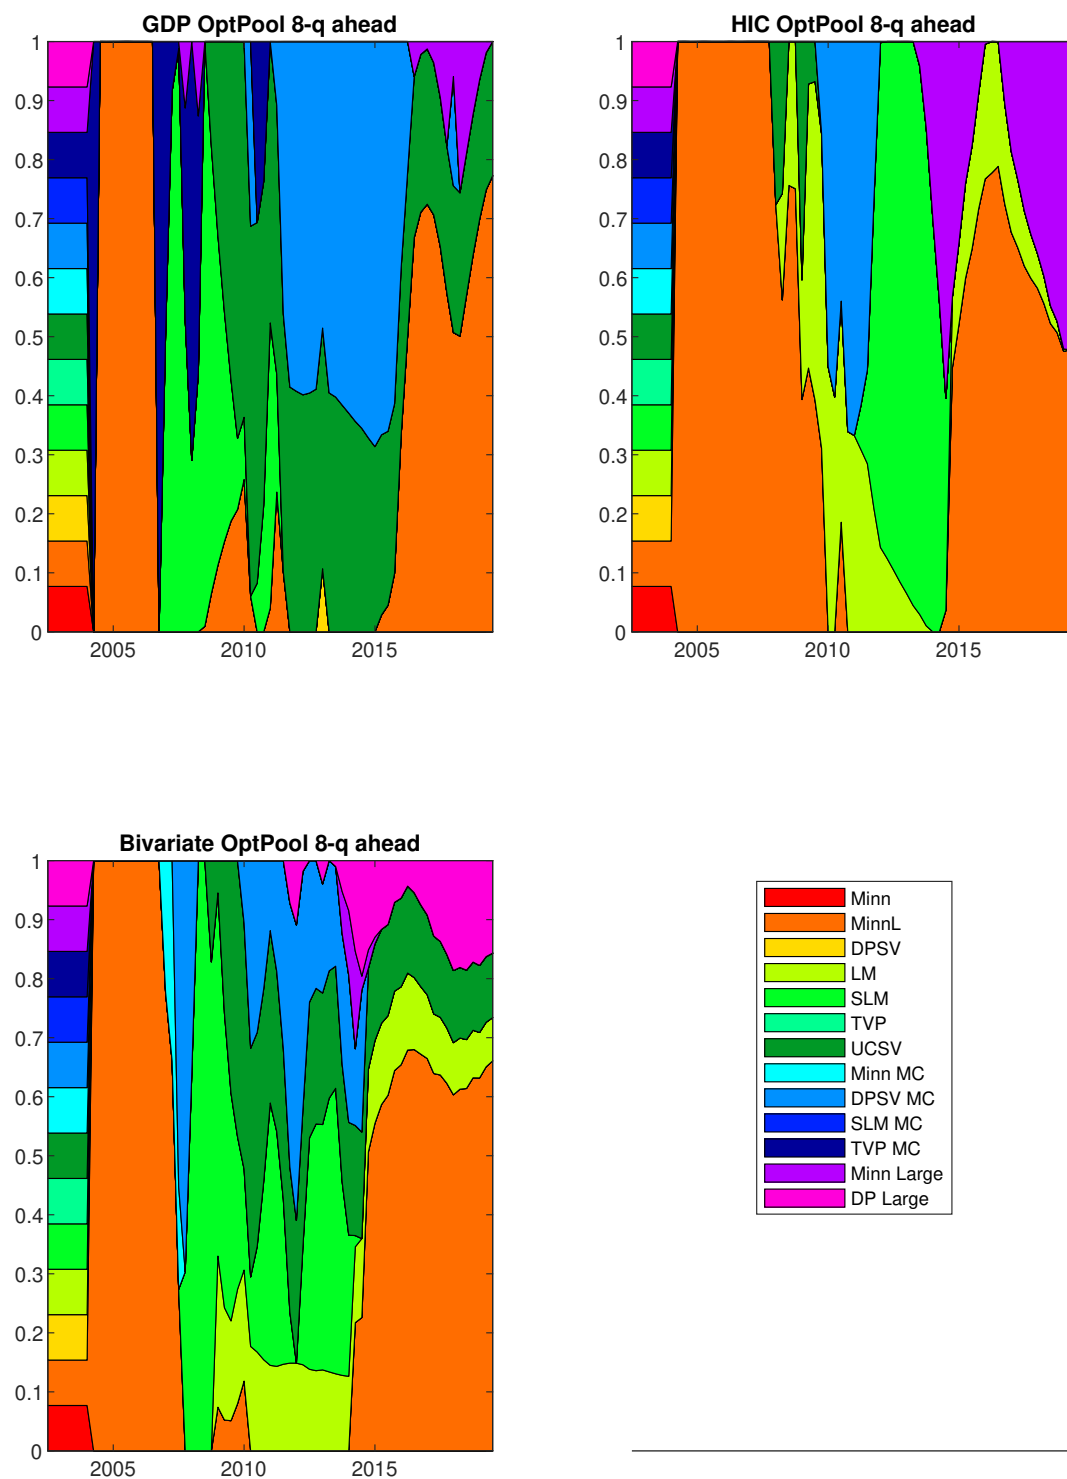 GDP OptPool 8-q ahead
1
0.9
0.8
0.7
0.6
0.5
0.4
0.3
0.2
0.1
0
2005 2010 2015
HIC OptPool 8-q ahead
1
0.9
0.8
0.7
0.6
0.5
0.4
0.3
0.2
0.1
0
2005 2010 2015
Bivariate OptPool 8-q ahead
1
0.9
0.8
0.7
0.6
0.5
0.4
0.3
0.2
0.1
0
2005 2010 2015
Minn
MinnL
DPSV
LM
SLM
TVP
UCSV
Minn MC
DPSV MC
SLM MC
TVP MC
Minn Large
DP Large